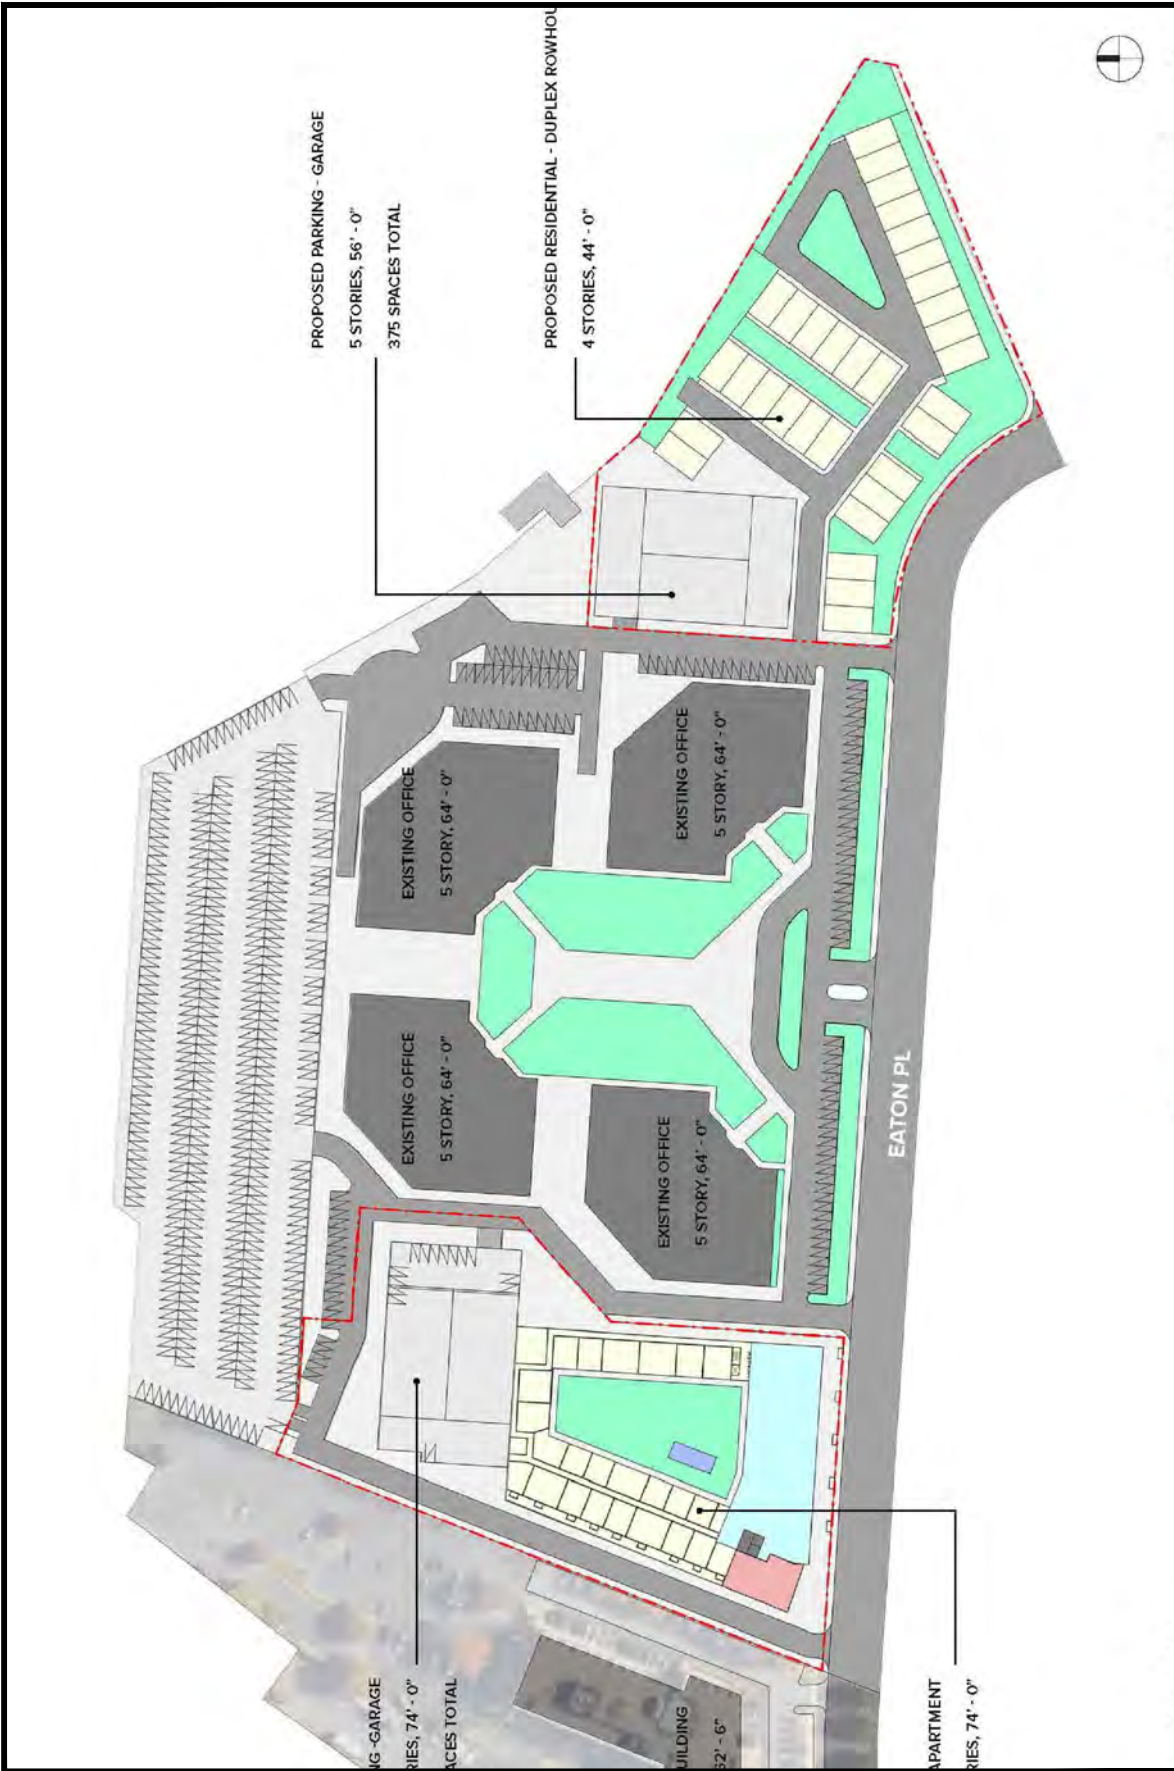 PROPOSED PARKING - GARAGE
5 STORIES, 56' - 0"
375 SPACES TOTAL
PROPOSED RESIDENTIAL - DUPLEX ROWHOU
4 STORIES, 44' - 0"
EXISTING OFFICE
5 STORY, 64' - 0"
EXISTING OFFICE
5 STORY, 64' - 0"
EXISTING OFFICE
5 STORY, 64' - 0"
EXISTING OFFICE
5 STORY, 64' - 0"
EATON PL
NG -GARAGE
RIES, 74' - 0"
ACES TOTAL
UILDING
62' - 6"
APARTMENT
RIES, 74' - 0"